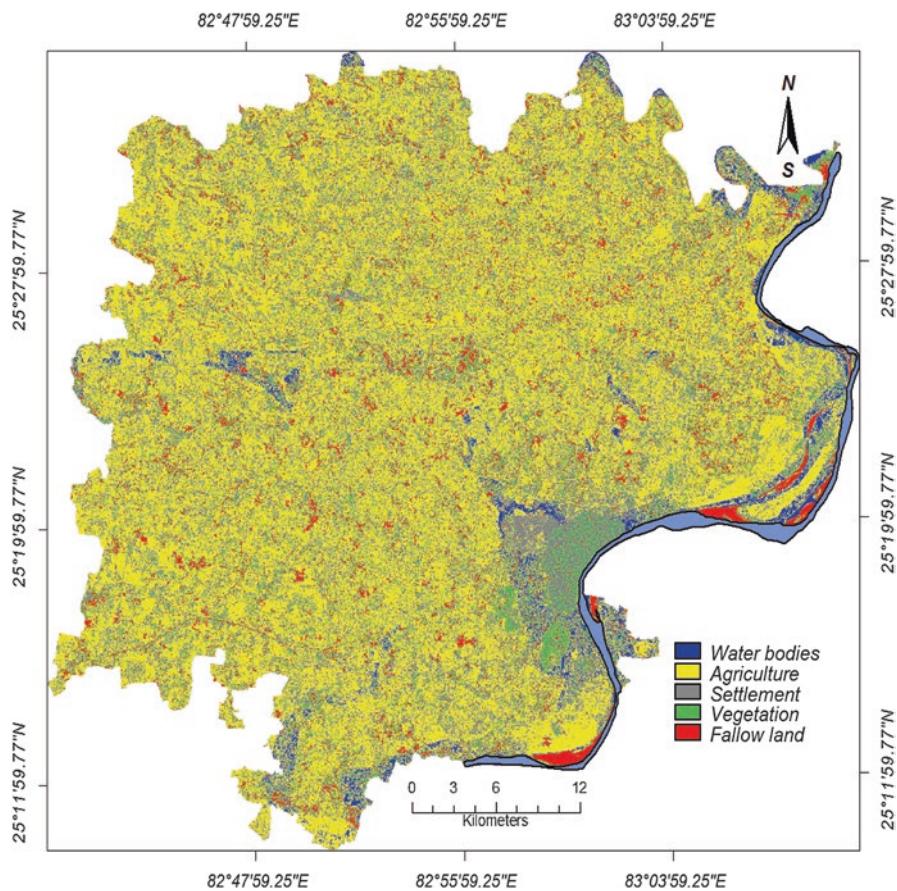 82°47'59.25"E 82°55'59.25"E 83°03'59.25"E
N
S
25°27'59.77"N 25°27'59.77"N
25°19'59.77"N 25°19'59.77"N
Water bodies
Agriculture
Settlement
Vegetation
Fallow land
25°11'59.77"N 25°11'59.77"N
0 3 6 12
Kilometers
82°47'59.25"E 82°55'59.25"E 83°03'59.25"E